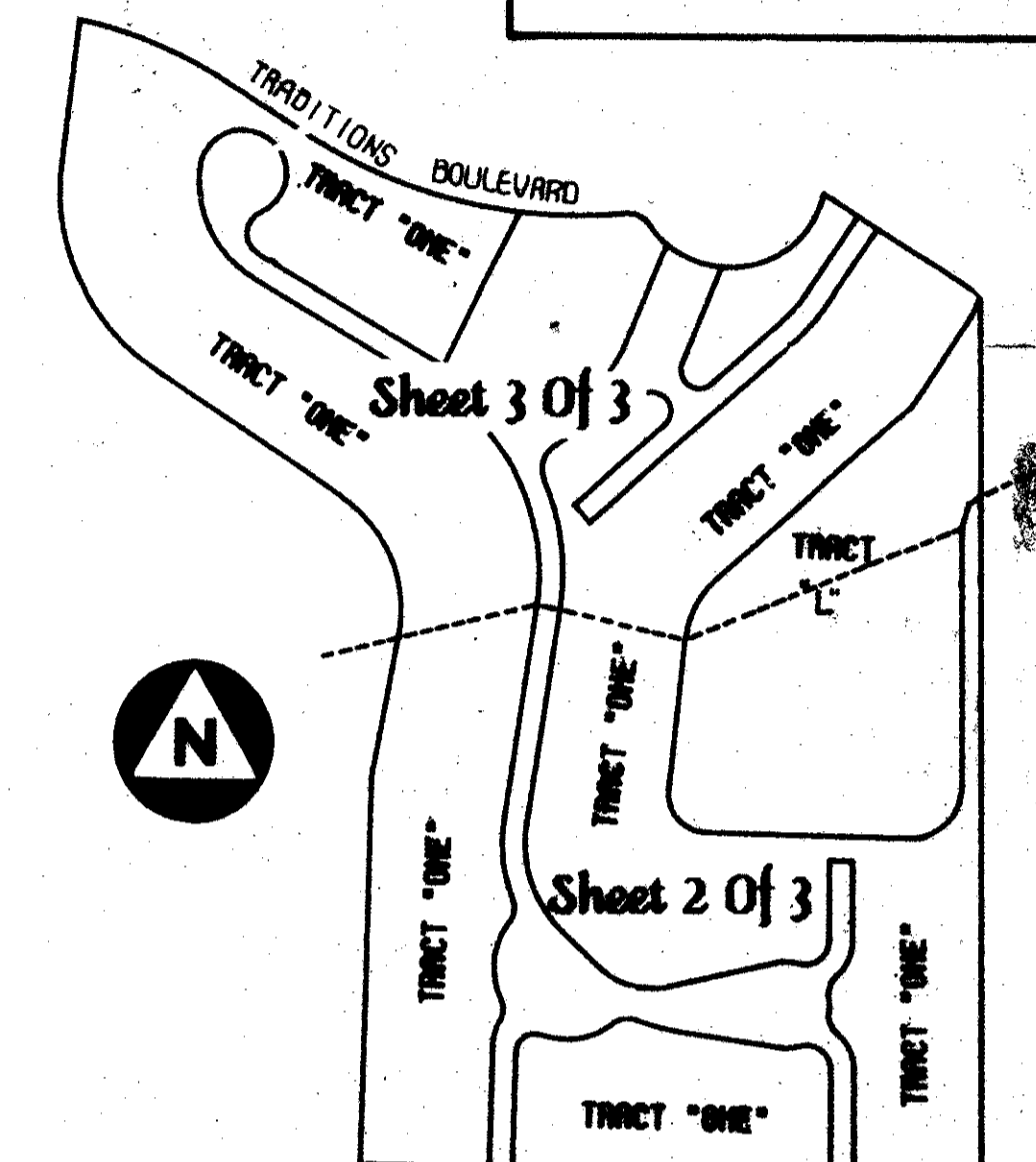 TRADITIONS BOULEVARD
TRACT "ONE"
TRACT "ONE"
Sheet 3 Of 3
TRACT "ONE"
TRACT
"L"
TRACT "ONE"
N
TRACT "ONE"
Sheet 2 Of 3
TRACT "ONE"
TRACT "ONE"